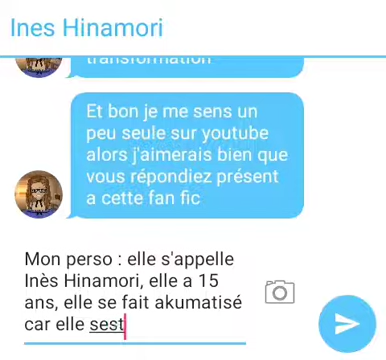 Ines Hinamori
transformation
Et bon je me sens un
peu seule sur youtube
alors j'aimerais bien que
vous répondiez présent
a cette fan fic
Mon perso : elle s'appelle
Inès Hinamori, elle a 15
ans, elle se fait akumatisé
car elle sest